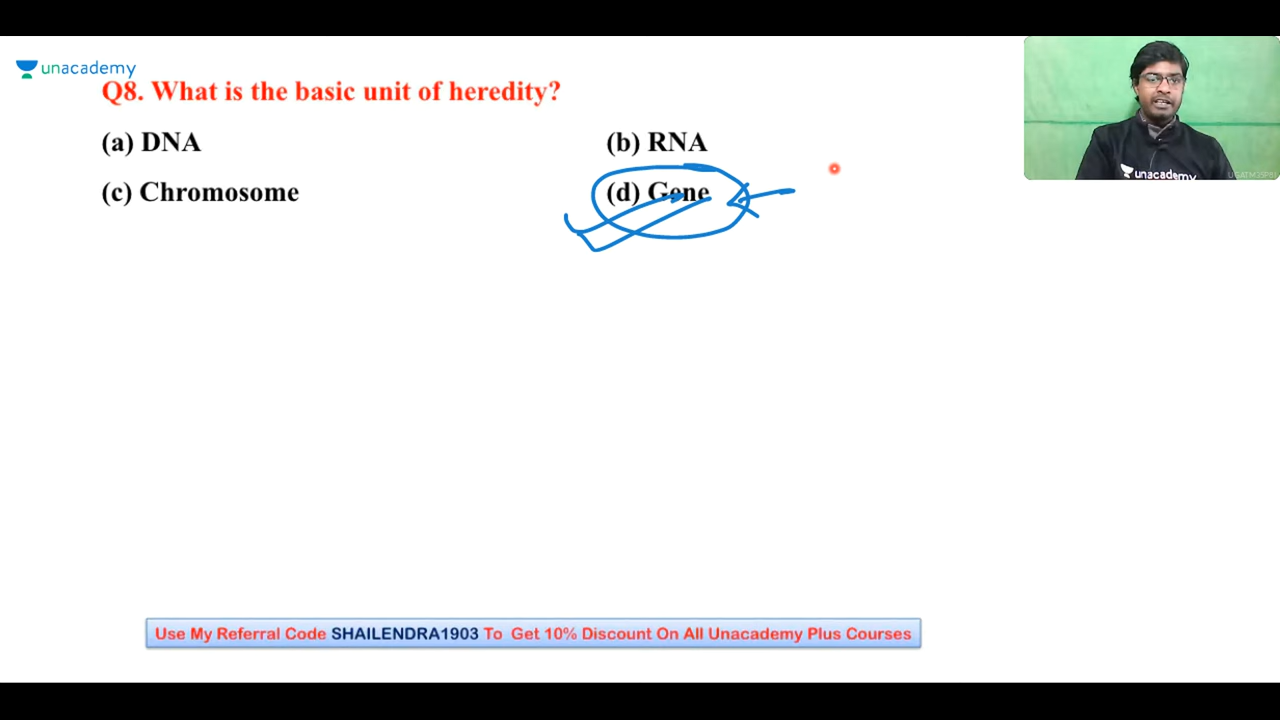 unacademy
Q8. What is the basic unit of heredity?
(a) DNA
(b) RNA
(c) Chromosome
(d) Gene
unacademy
Use My Referral Code SHAILENDRA1903 To Get 10% Discount On All Unacademy Plus Courses